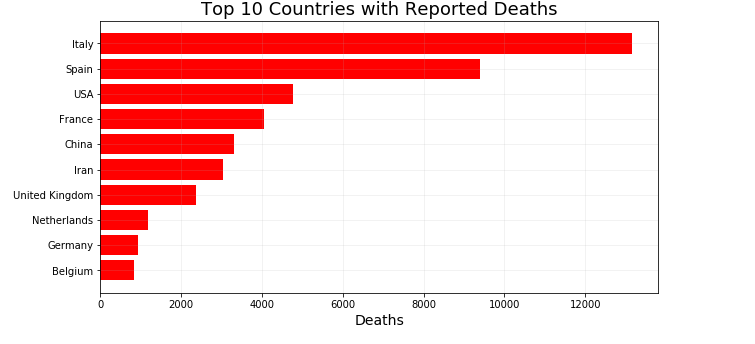 Top 10 Countries with Reported Deaths
Italy
Spain
USA
France
China
Iran
United Kingdom
Netherlands
Germany
Belgium
0 2000 4000 6000 8000 10000 12000
Deaths